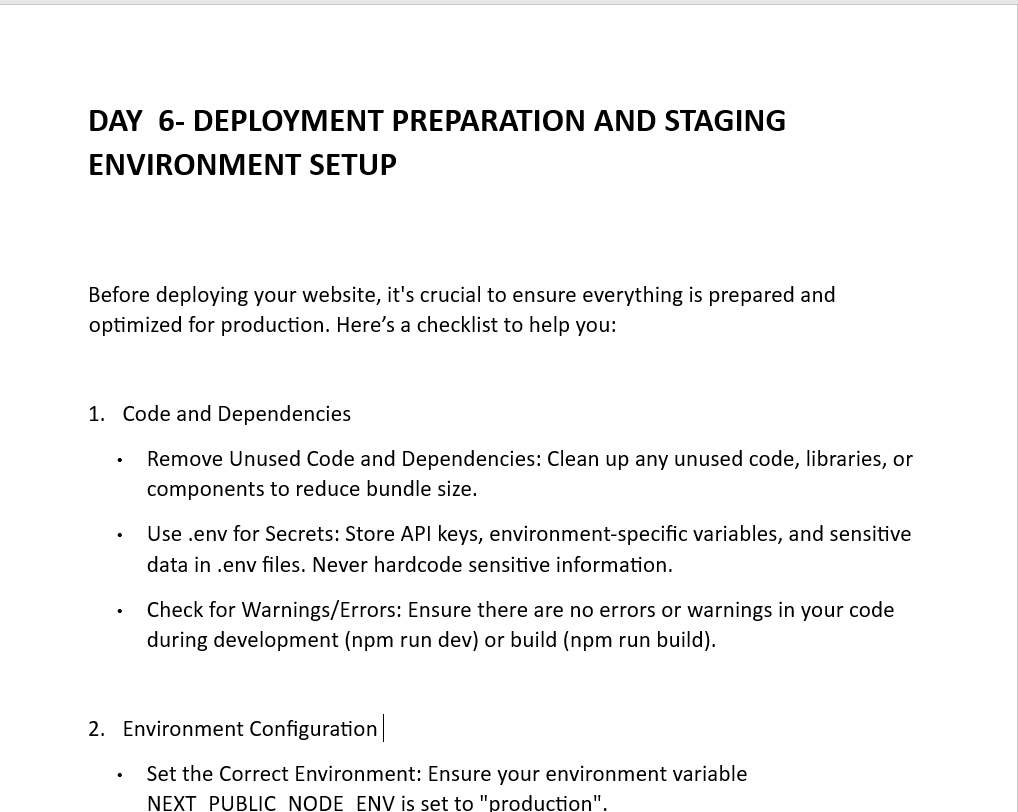 DAY  6- DEPLOYMENT PREPARATION AND STAGING
ENVIRONMENT SETUP
Before deploying your website, it's crucial to ensure everything is prepared and
optimized for production. Here’s a checklist to help you:
1. Code and Dependencies
• Remove Unused Code and Dependencies: Clean up any unused code, libraries, or
components to reduce bundle size.
• Use .env for Secrets: Store API keys, environment-specific variables, and sensitive
data in .env files. Never hardcode sensitive information.
• Check for Warnings/Errors: Ensure there are no errors or warnings in your code
during development (npm run dev) or build (npm run build).
2. Environment Configuration
• Set the Correct Environment: Ensure your environment variable
NEXT_PUBLIC_NODE_ENV is set to "production".